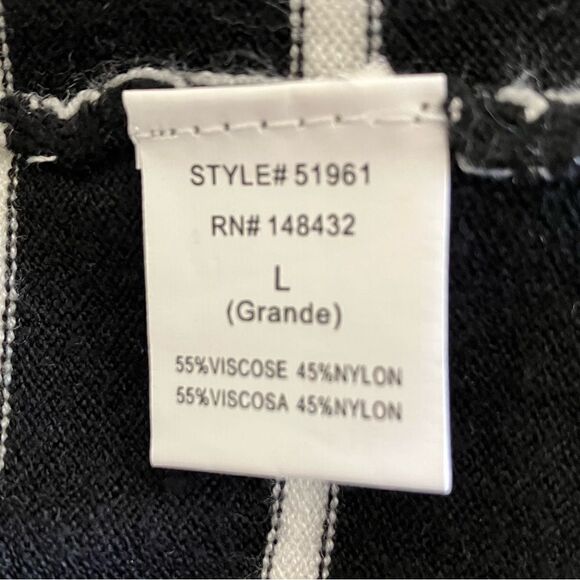 STYLE# 51961
RN# 148432
L
(Grande)
55%VISCOSE 45%NYLON
55%VISCOSA 45%NYLON